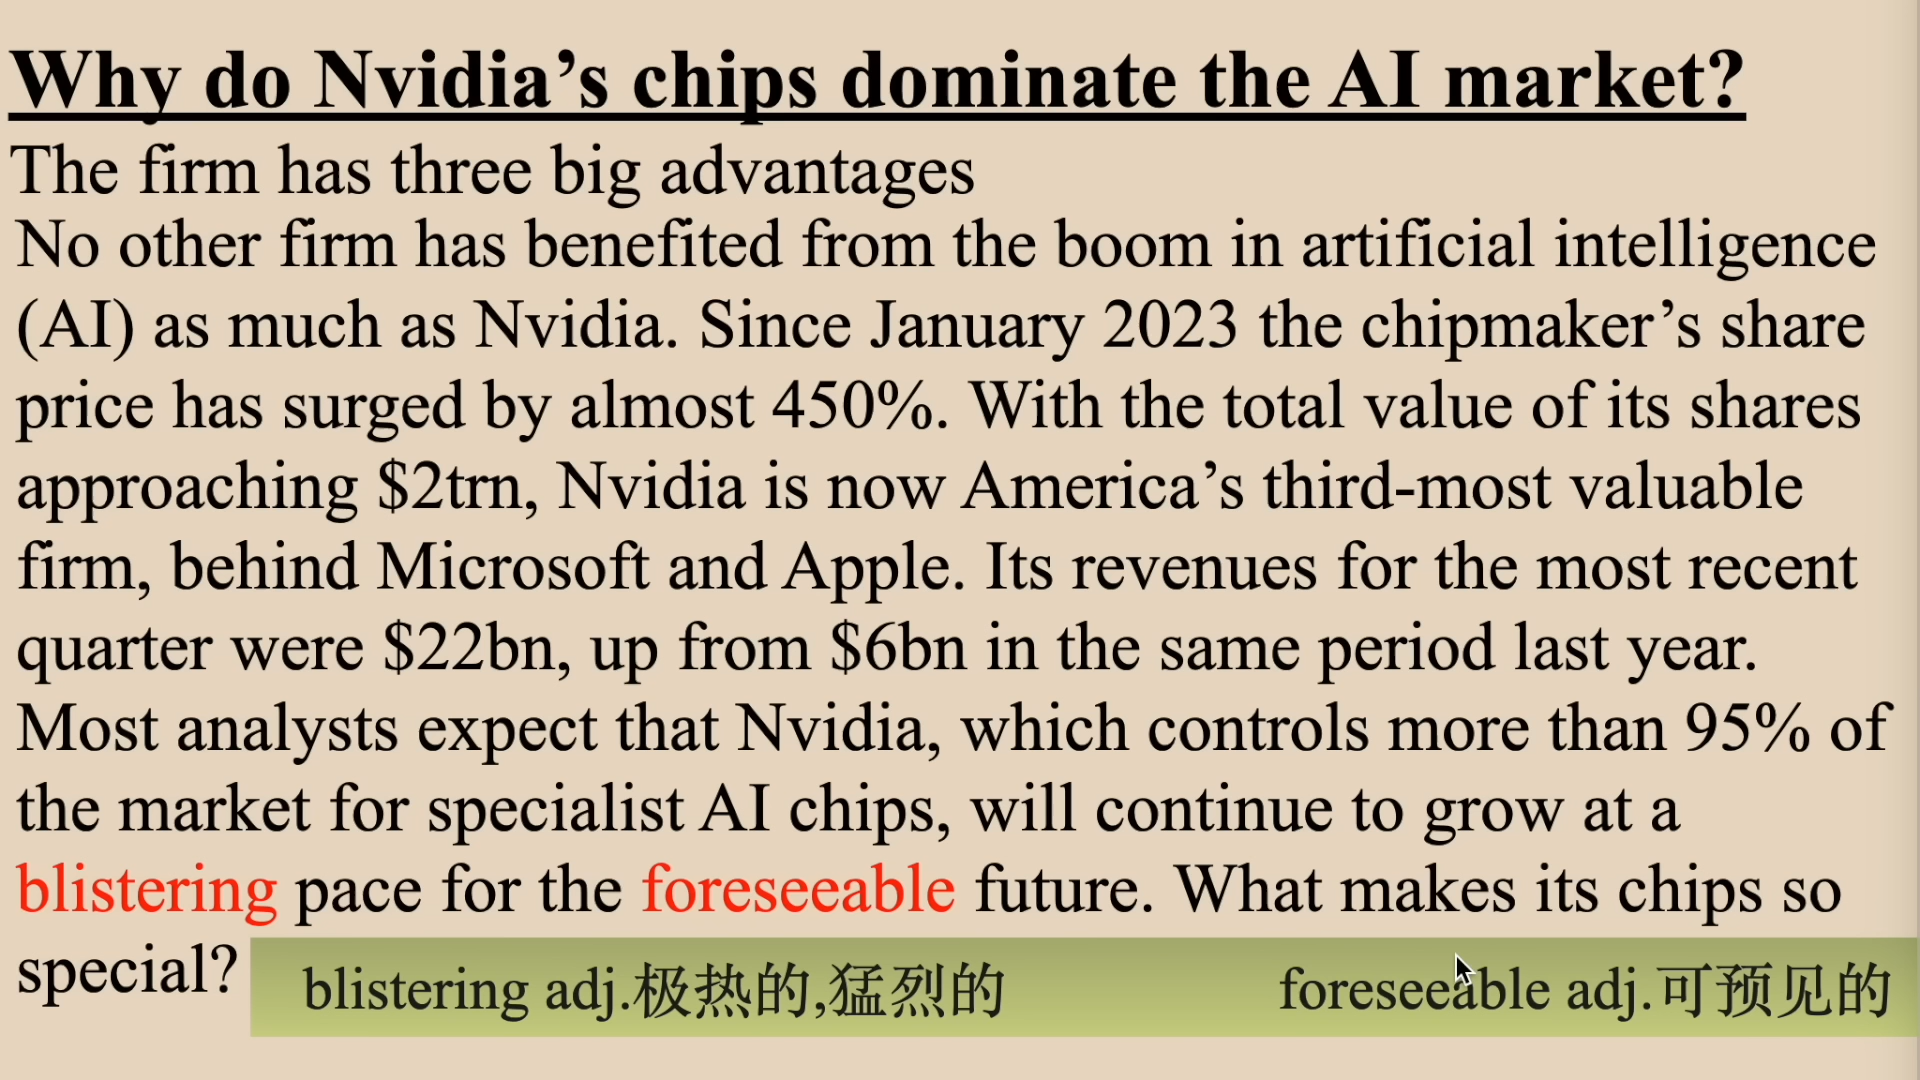 Why do Nvidia’s chips dominate the AI market?
The firm has three big advantages
No other firm has benefited from the boom in artificial intelligence
(AI) as much as Nvidia. Since January 2023 the chipmaker’s share
price has surged by almost 450%. With the total value of its shares
approaching $2trn, Nvidia is now America’s third-most valuable
firm, behind Microsoft and Apple. Its revenues for the most recent
quarter were $22bn, up from $6bn in the same period last year.
Most analysts expect that Nvidia, which controls more than 95% of
the market for specialist AI chips, will continue to grow at a
blistering pace for the foreseeable future. What makes its chips so
special?
blistering adj.极热的,猛烈的 foreseeable adj.可预见的